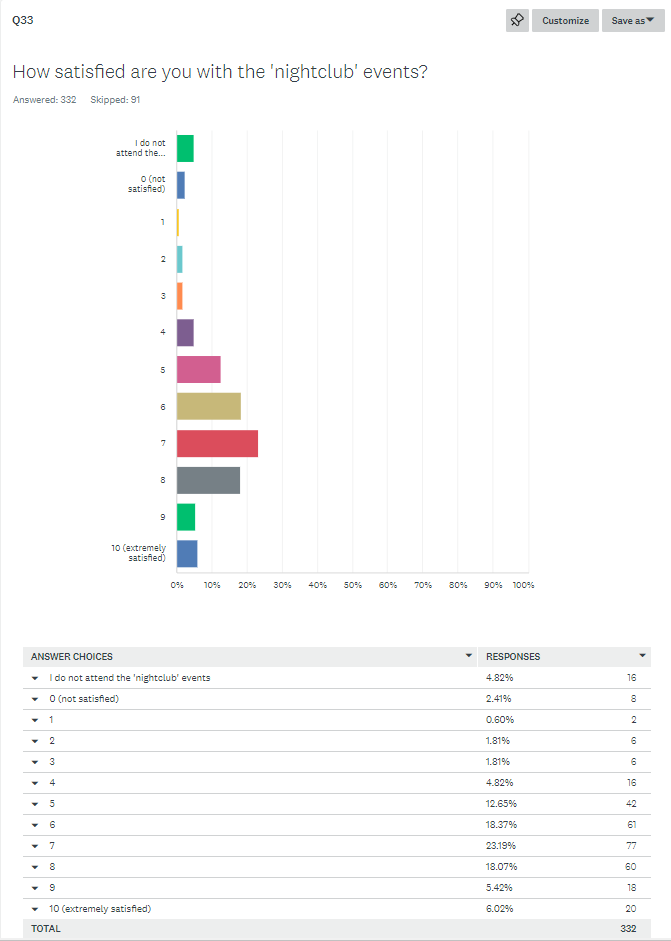 Q33
Customize
Save as
How satisfied are you with the 'nightclub' events?
Answered: 332 Skipped: 91
I do not
attend the...
0 (not
satisfied)
1
2
3
4
5
6
7
8
9
10 (extremely
satisfied)
0% 10% 20% 30% 40% 50% 60% 70% 80% 90% 100%
ANSWER CHOICES RESPONSES
I do not attend the 'nightclub' events 4.82% 16
0 (not satisfied) 2.41% 8
1 0.60% 2
2 1.81% 6
3 1.81% 6
4 4.82% 16
5 12.65% 42
6 18.37% 61
7 23.19% 77
8 18.07% 60
9 5.42% 18
10 (extremely satisfied) 6.02% 20
TOTAL 332